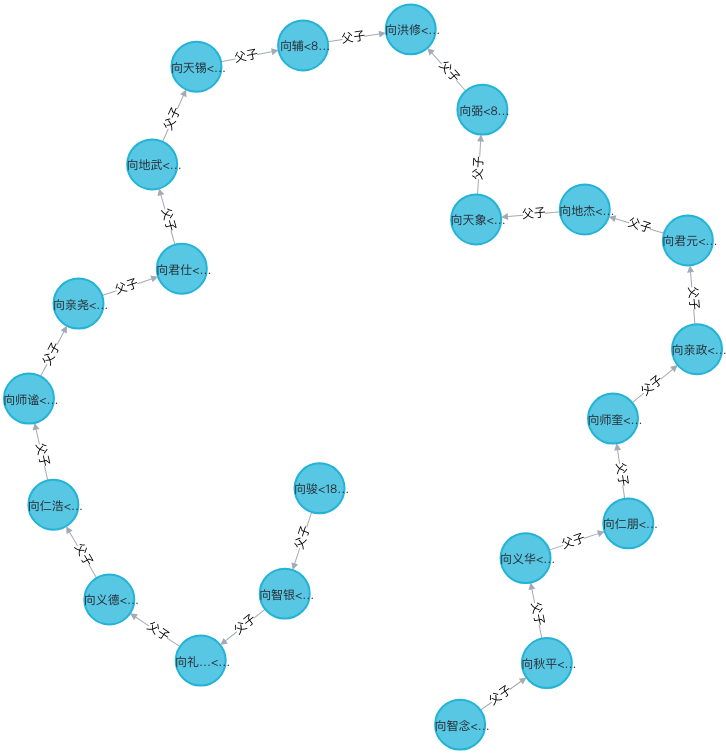 向洪修<...
向辅<8...
父子
父子
向天锡<...
父子
向弼<8...
父子
向地武<...
父子
父子
向天象<...
父子
向地杰<...
父子
向君元<...
父子
向君仕<...
父子
向亲尧<...
父子
向亲政<...
父子
父子
向师谧<...
向师奎<...
父子
父子
向骏<18...
向仁浩<...
向仁朋<...
父子
父子
父子
向义华<...
向智银<...
向义德<...
父子
父子
父子
向礼...<...
向秋平<...
父子
向智念<...